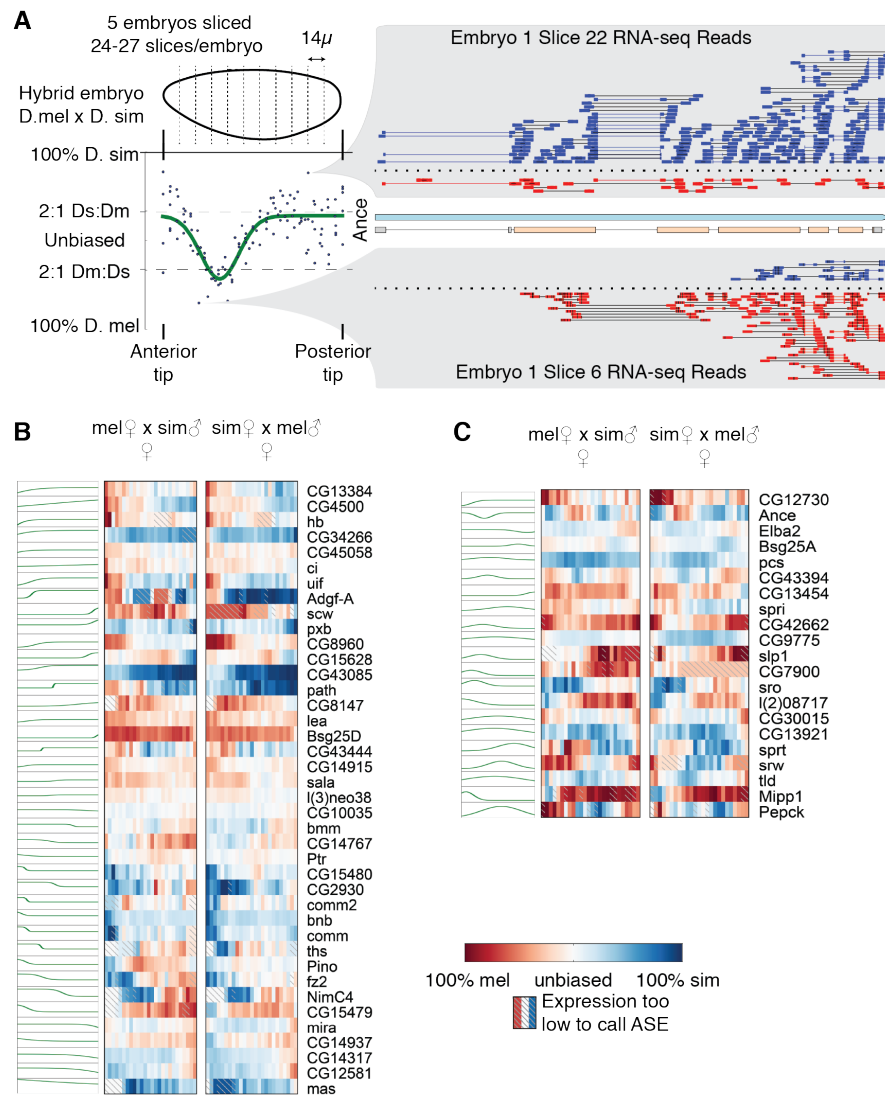 A
5 embryos sliced
24-27 slices/embryo
14μ
Hybrid embryo
D.mel x D. sim
100% D. sim
2:1 Ds:Dm
Unbiased
2:1 Dm:Ds
100% D. mel
Anterior
tip
Posterior
tip
Embryo 1 Slice 22 RNA-seq Reads
Ance
Embryo 1 Slice 6 RNA-seq Reads
B
mel♀ x sim♂ sim♀ x mel♂
♀ ♀
CG13384
CG4500
hb
CG34266
CG45058
ci
uif
Adgf-A
scw
pxb
CG8960
CG15628
CG43085
path
CG8147
lea
Bsg25D
CG43444
CG14915
sala
l(3)neo38
CG10035
bmm
CG14767
Ptr
CG15480
CG2930
comm2
bnb
comm
ths
Pino
fz2
NimC4
CG15479
mira
CG14937
CG14317
CG12581
mas
C
mel♀ x sim♂ sim♀ x mel♂
♀ ♀
CG12730
Ance
Elba2
Bsg25A
pcs
CG43394
CG13454
spri
CG42662
CG9775
slp1
CG7900
sro
l(2)08717
CG30015
CG13921
sprt
srw
tld
Mipp1
Pepck
100% mel unbiased 100% sim
Expression too
low to call ASE